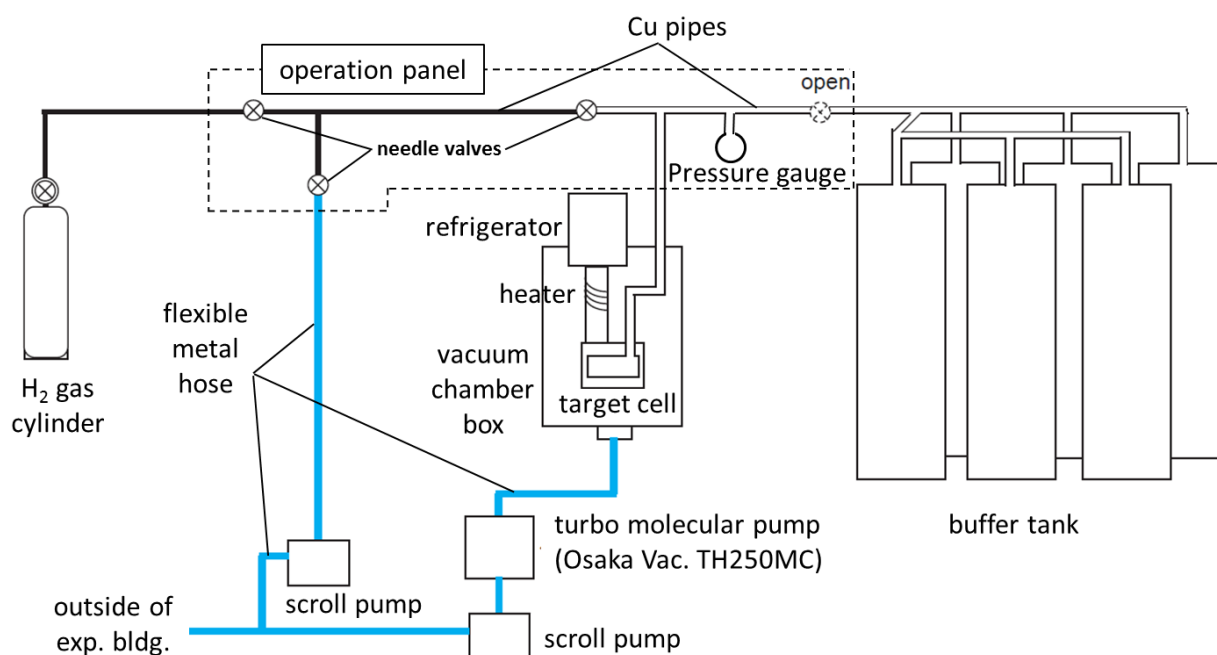 Cu pipes
operation panel
open
needle valves
Pressure gauge
refrigerator
heater
flexible
metal
hose
vacuum
chamber
box
target cell
H₂ gas
cylinder
turbo molecular pump
(Osaka Vac. TH250MC)
buffer tank
scroll pump
outside of
exp. bldg.
scroll pump